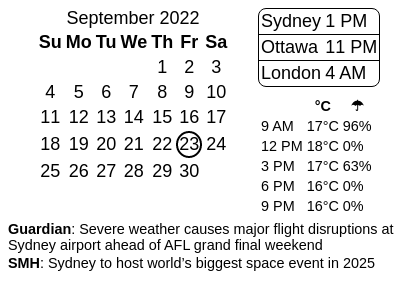 September 2022
Su Mo Tu We Th Fr Sa
1 2 3
4 5 6 7 8 9 10
11 12 13 14 15 16 17
18 19 20 21 22 23 24
25 26 27 28 29 30
Sydney 1 PM
Ottawa 11 PM
London 4 AM
°C ☂
9 AM 17°C 96%
12 PM 18°C 0%
3 PM 17°C 63%
6 PM 16°C 0%
9 PM 16°C 0%
Guardian: Severe weather causes major flight disruptions at
Sydney airport ahead of AFL grand final weekend
SMH: Sydney to host world’s biggest space event in 2025